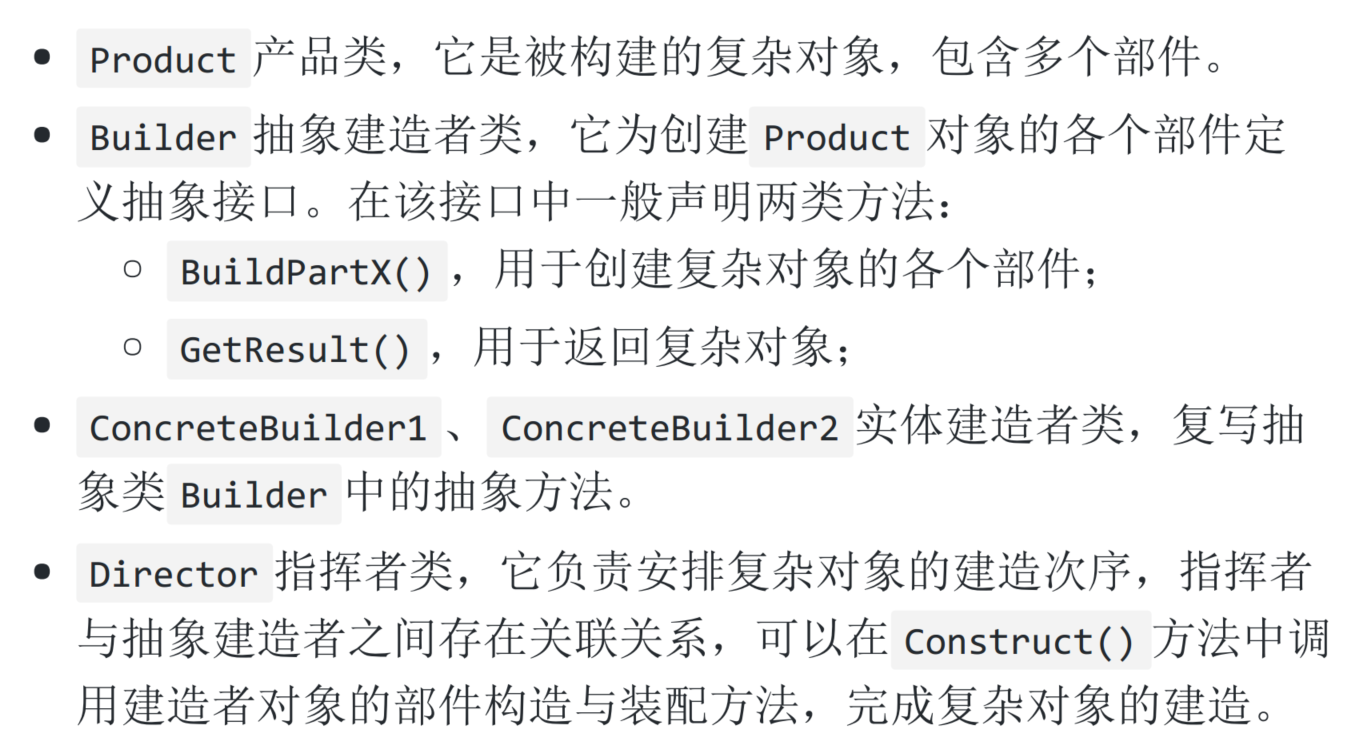 • Product 产品类，它是被构建的复杂对象，包含多个部件。
• Builder 抽象建造者类，它为创建 Product 对象的各个部件定
义抽象接口。在该接口中一般声明两类方法：
○ BuildPartX() ，用于创建复杂对象的各个部件；
○ GetResult() ，用于返回复杂对象；
• ConcreteBuilder1 、 ConcreteBuilder2 实体建造者类，复写抽
象类 Builder 中的抽象方法。
• Director 指挥者类，它负责安排复杂对象的建造次序，指挥者
与抽象建造者之间存在关联关系，可以在 Construct() 方法中调
用建造者对象的部件构造与装配方法，完成复杂对象的建造。